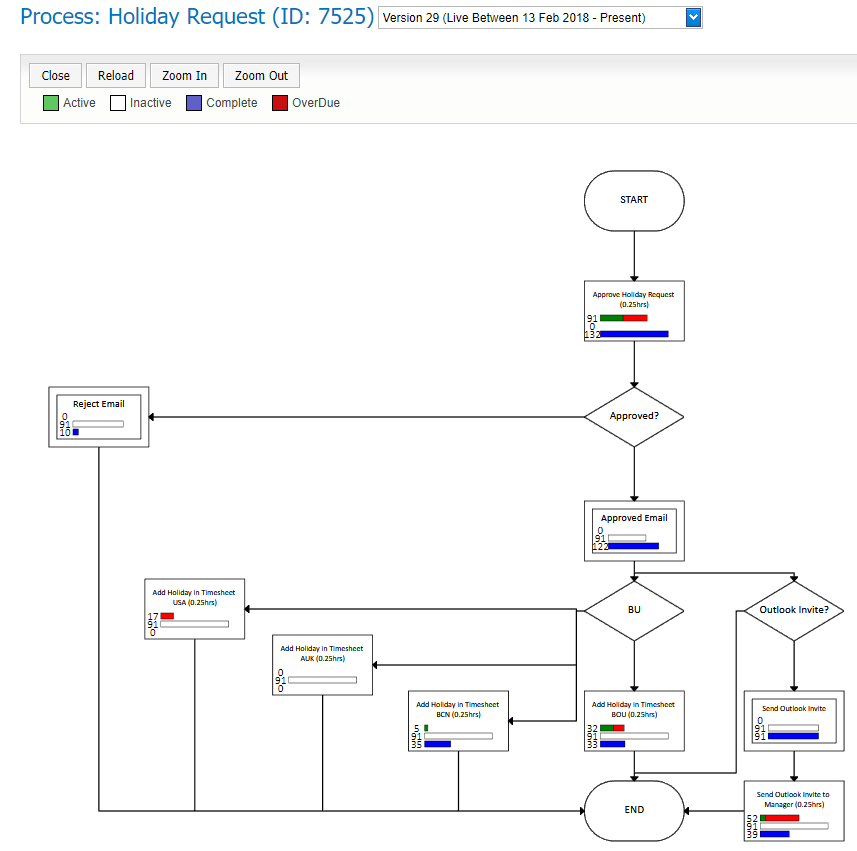 Process: Holiday Request (ID: 7525) Version 29 (Live Between 13 Feb 2018 - Present)
Close Reload Zoom In Zoom Out
Active Inactive Complete OverDue
START
Approve Holiday Request
(0.25hrs)
91
0
132
Approved?
Reject Email
0
91
10
Approved Email
0
91
122
BU
Outlook Invite?
Add Holiday in Timesheet
USA (0.25hrs)
17
91
0
Add Holiday in Timesheet
AUK (0.25hrs)
0
91
0
Add Holiday in Timesheet
BCN (0.25hrs)
5
91
35
Add Holiday in Timesheet
BOU (0.25hrs)
32
91
33
Send Outlook Invite
0
91
91
END
Send Outlook Invite to
Manager (0.25hrs)
52
91
39